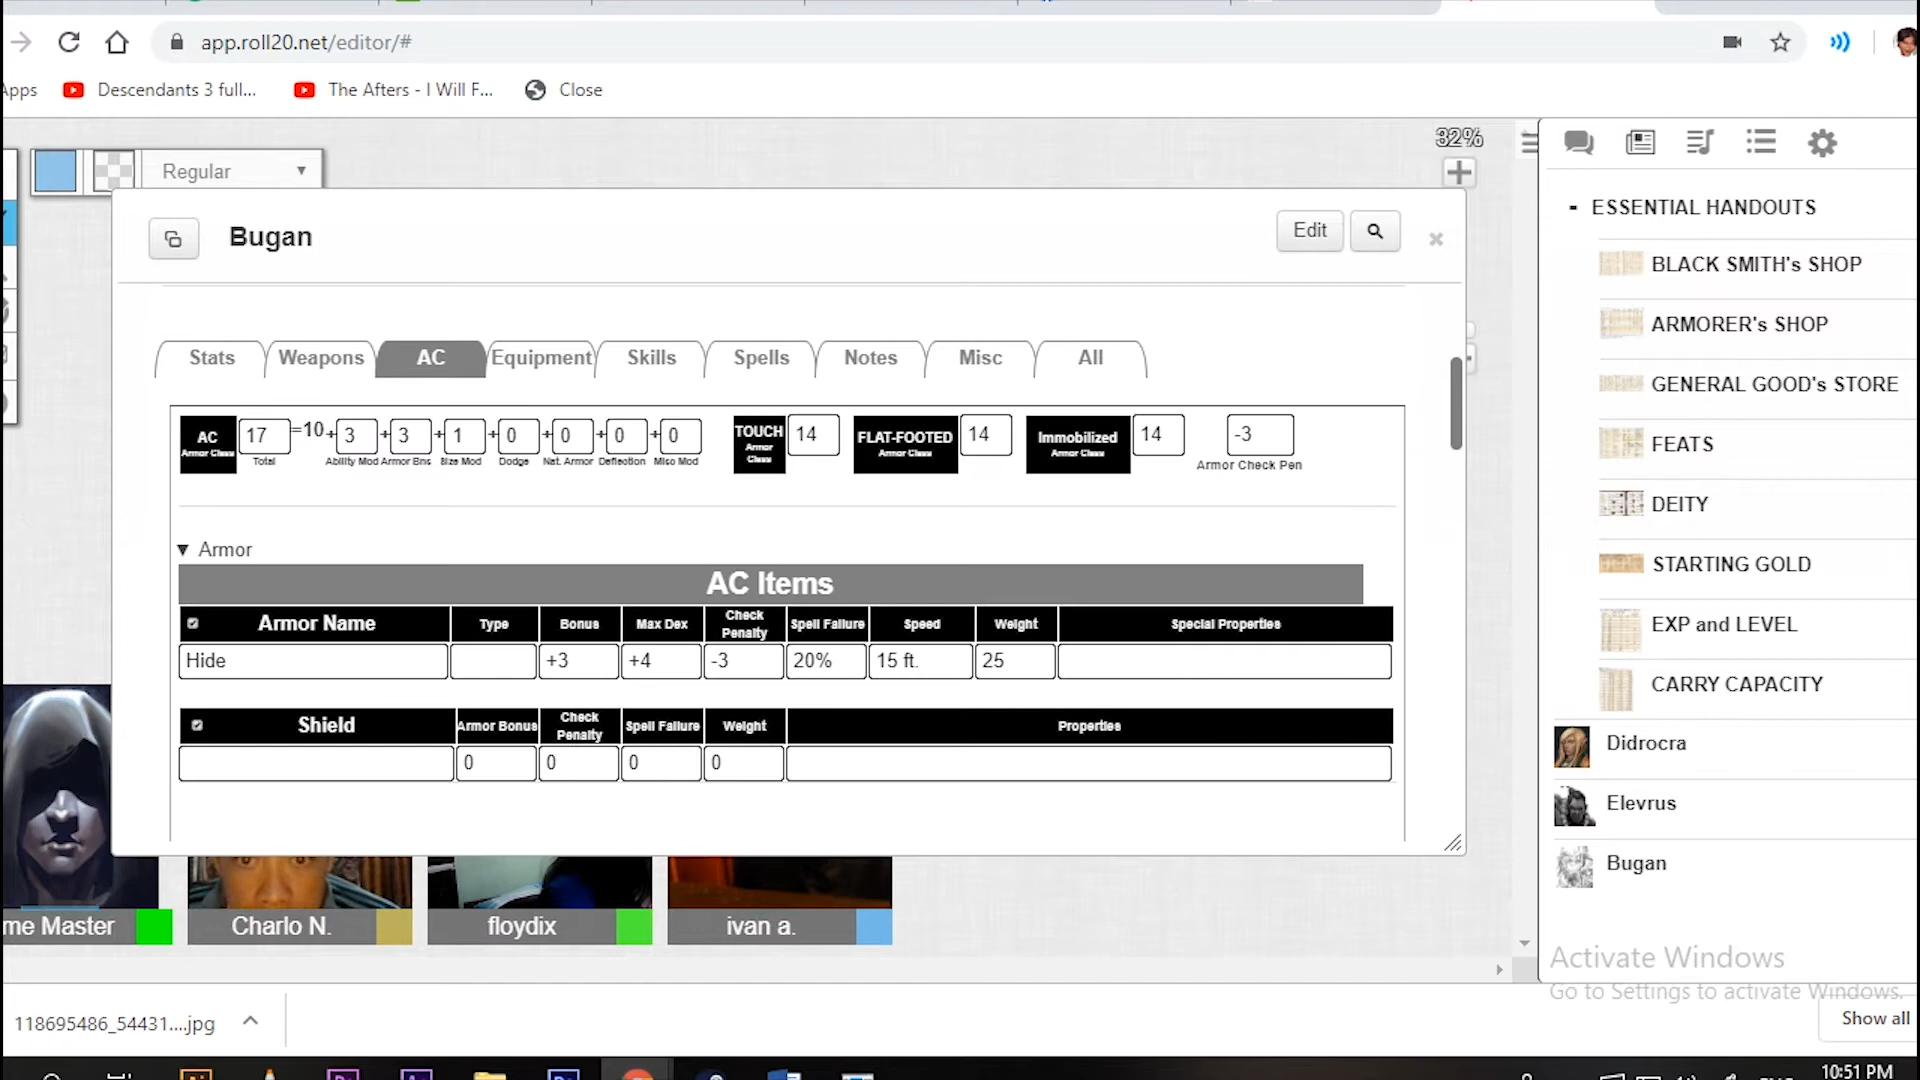 app.roll20.net/editor/#
Apps
Descendants 3 full...
The Afters - I Will F...
Close
32%
Regular
Bugan
Edit
Stats
Weapons
AC
Equipment
Skills
Spells
Notes
Misc
All
AC Armor Class 17 =10+ 3 + 3 + 1 + 0 + 0 + 0 + 0 TOUCH Armor Class 14 FLAT-FOOTED Armor Class 14 Immobilized Armor Class 14 -3
Total Ability Mod Armor Bns Size Mod Dodge Nat. Armor Deflection Misc Mod Armor Check Pen
Armor
AC Items
Armor Name Type Bonus Max Dex Check Penalty Spell Failure Speed Weight Special Properties
Hide +3 +4 -3 20% 15 ft. 25
Shield Armor Bonus Check Penalty Spell Failure Weight Properties
0 0 0 0
me Master
Charlo N.
floydix
ivan a.
- ESSENTIAL HANDOUTS
BLACK SMITH's SHOP
ARMORER's SHOP
GENERAL GOOD's STORE
FEATS
DEITY
STARTING GOLD
EXP and LEVEL
CARRY CAPACITY
Didrocra
Elevrus
Bugan
Activate Windows
Go to Settings to activate Windows.
118695486_54431....jpg
Show all
10:51 PM